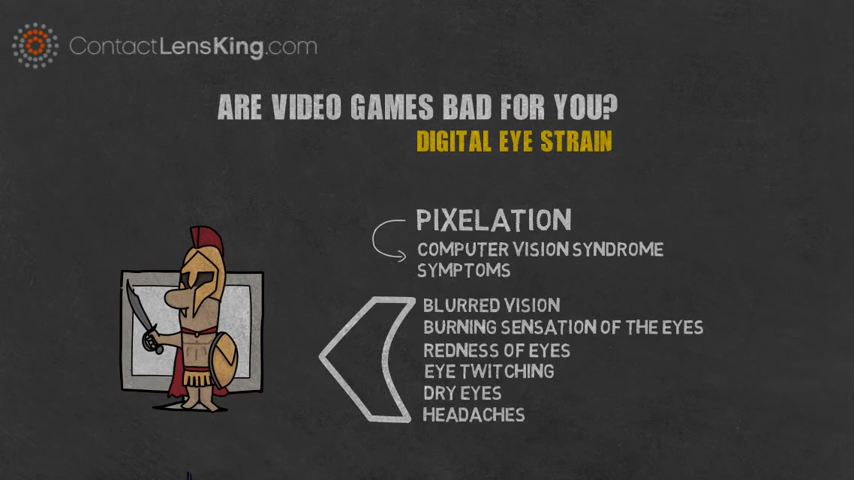 ContactLensKing.com
ARE VIDEO GAMES BAD FOR YOU?
DIGITAL EYE STRAIN
PIXELATION
COMPUTER VISION SYNDROME
SYMPTOMS
BLURRED VISION
BURNING SENSATION OF THE EYES
REDNESS OF EYES
EYE TWITCHING
DRY EYES
HEADACHES